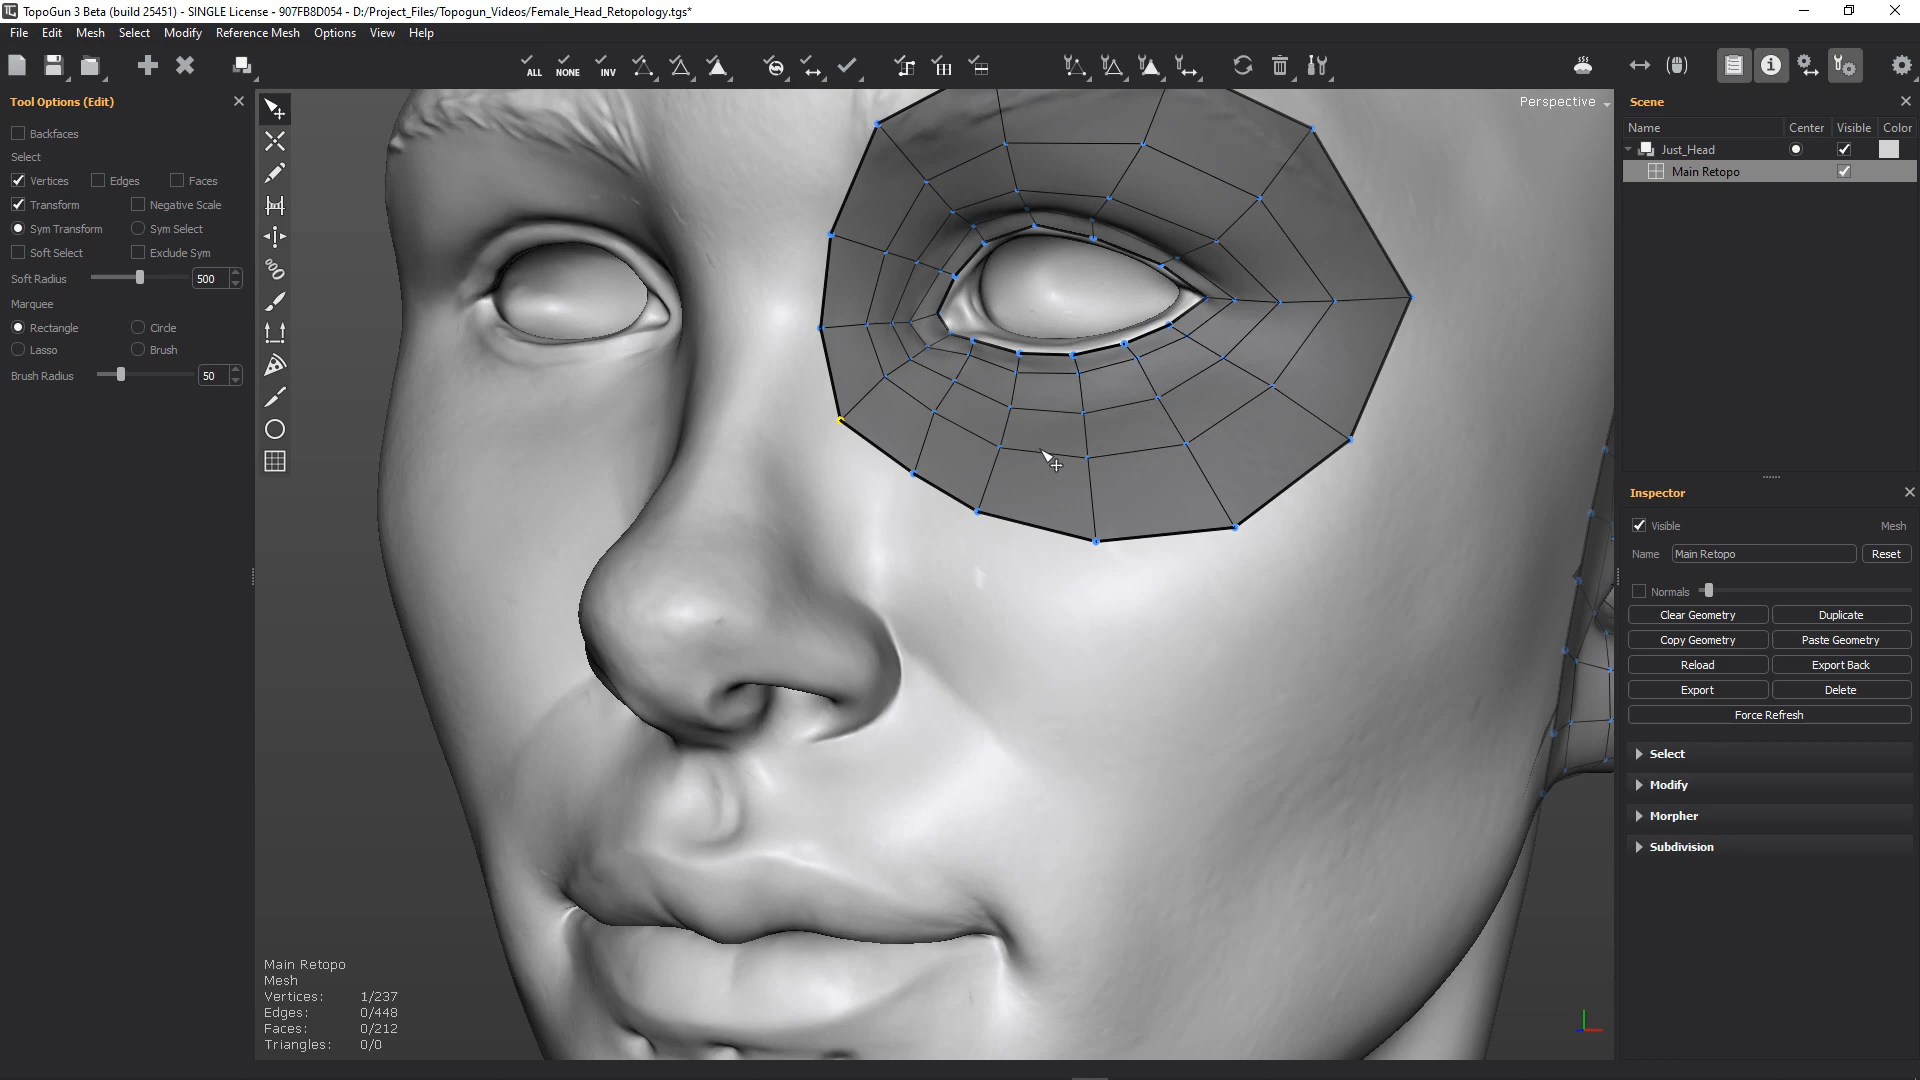 TopoGun 3 Beta (build 25451) - SINGLE License - 907FB8D054 - D:/Project_Files/Topogun_Videos/Female_Head_Retopology.tgs*
File Edit Mesh Select Modify Reference Mesh Options View Help
ALL NONE INV
Tool Options (Edit)
Backfaces
Select
Vertices Edges Faces
Transform Negative Scale
Sym Transform Sym Select
Soft Select Exclude Sym
Soft Radius 500
Marquee
Rectangle Circle
Lasso Brush
Brush Radius 50
Perspective
Main Retopo
Mesh
Vertices: 1/237
Edges: 0/448
Faces: 0/212
Triangles: 0/0
Scene
Name Center Visible Color
Just_Head
Main Retopo
Inspector
Visible Mesh
Name Main Retopo Reset
Normals
Clear Geometry Duplicate
Copy Geometry Paste Geometry
Reload Export Back
Export Delete
Force Refresh
Select
Modify
Morpher
Subdivision